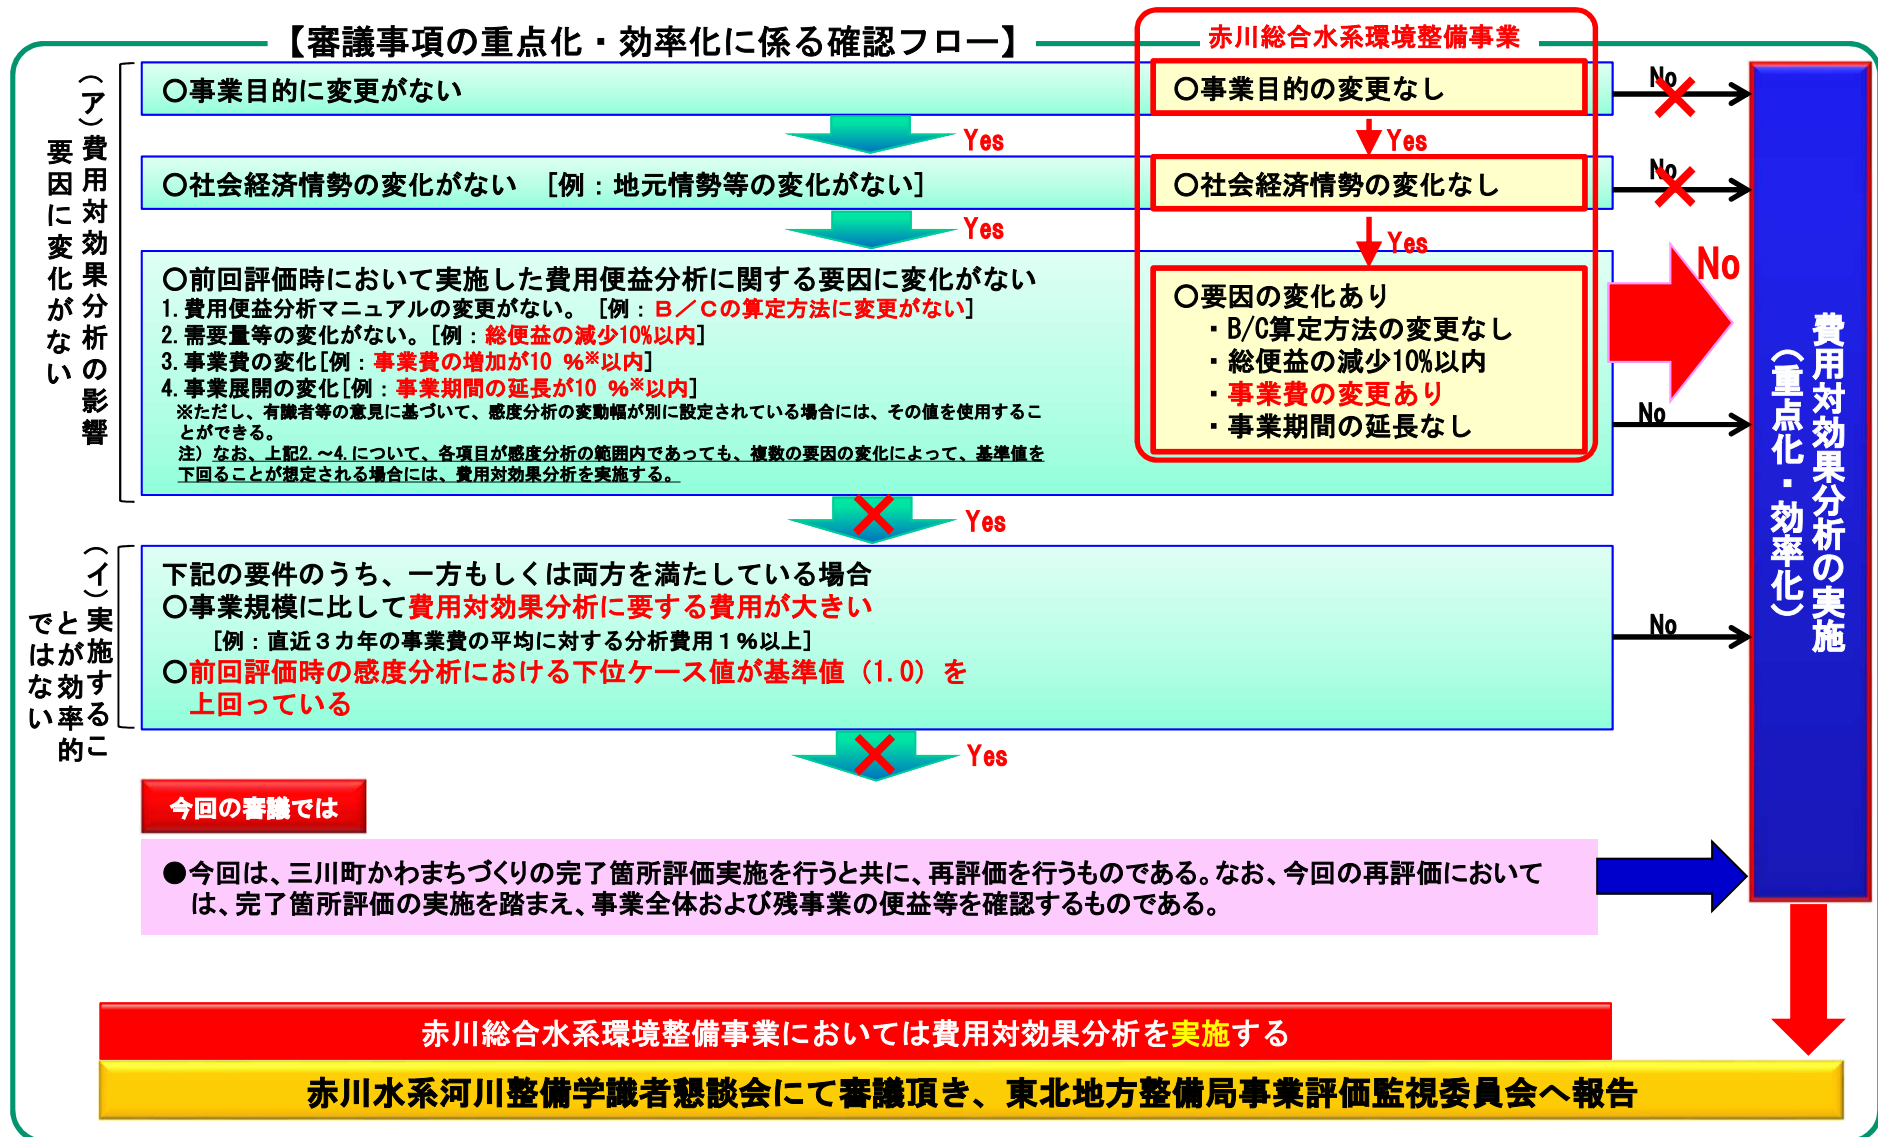 【審議事項の重点化・効率化に係る確認フロー】
赤川総合水系環境整備事業
(ア)費用対効果分析の影響
要因に変化がない
○事業目的に変更がない
○事業目的の変更なし
No
Yes
Yes
○社会経済情勢の変化がない [例：地元情勢等の変化がない]
○社会経済情勢の変化なし
No
Yes
Yes
○前回評価時において実施した費用便益分析に関する要因に変化がない
1.費用便益分析マニュアルの変更がない。 [例：Ｂ／Ｃの算定方法に変更がない]
2.需要量等の変化がない。[例：総便益の減少10%以内]
3.事業費の変化[例：事業費の増加が10 %※以内]
4.事業展開の変化[例：事業期間の延長が10 %※以内]
※ただし、有識者等の意見に基づいて、感度分析の変動幅が別に設定されている場合には、その値を使用するこ
とができる。
注）なお、上記2.～4.について、各項目が感度分析の範囲内であっても、複数の要因の変化によって、基準値を
下回ることが想定される場合には、費用対効果分析を実施する。
○要因の変化あり
・B/C算定方法の変更なし
・総便益の減少10%以内
・事業費の変更あり
・事業期間の延長なし
No
No
Yes
(イ)実施するこ
とが効率的
ではない
下記の要件のうち、一方もしくは両方を満たしている場合
○事業規模に比して費用対効果分析に要する費用が大きい
[例：直近３カ年の事業費の平均に対する分析費用１％以上]
○前回評価時の感度分析における下位ケース値が基準値（1.0）を
上回っている
No
Yes
費用対効果分析の実施
（重点化・効率化）
今回の審議では
●今回は、三川町かわまちづくりの完了箇所評価実施を行うと共に、再評価を行うものである。なお、今回の再評価において
は、完了箇所評価の実施を踏まえ、事業全体および残事業の便益等を確認するものである。
赤川総合水系環境整備事業においては費用対効果分析を実施する
赤川水系河川整備学識者懇談会にて審議頂き、東北地方整備局事業評価監視委員会へ報告